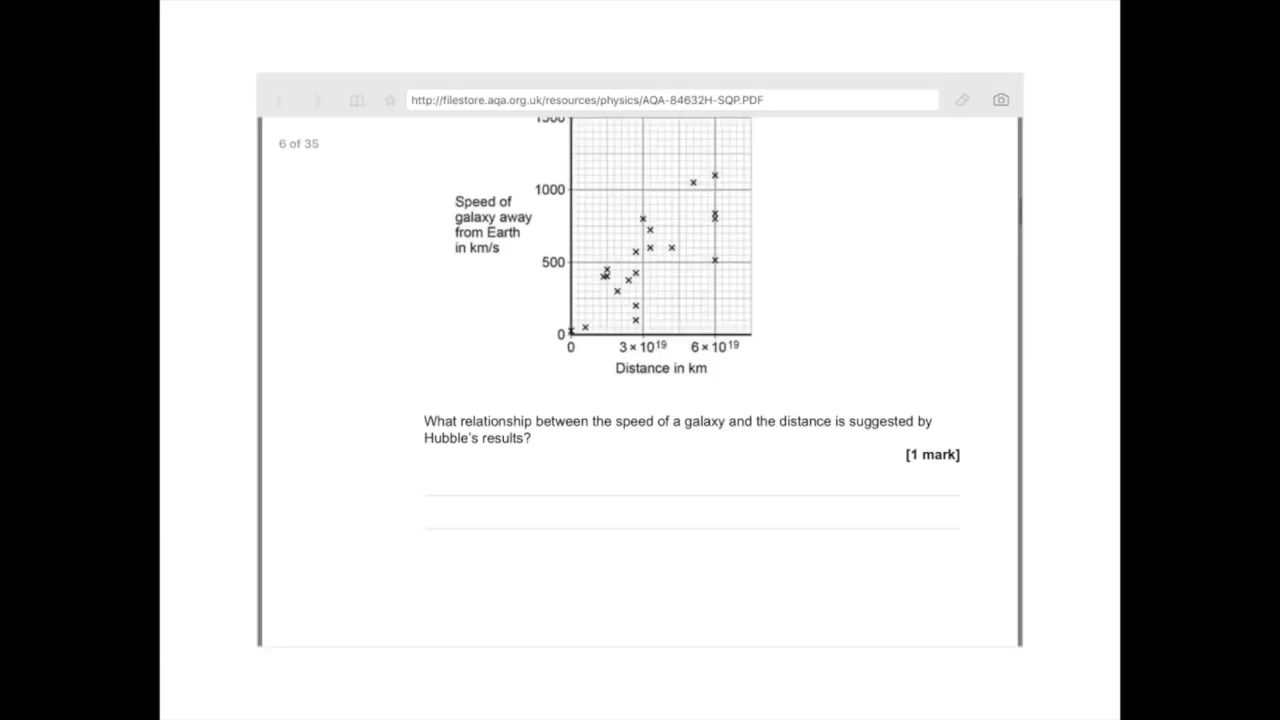 http://filestore.aqa.org.uk/resources/physics/AQA-84632H-SQP.PDF
6 of 35
1500
1000
Speed of
galaxy away
from Earth
in km/s
500
0
0 3 × 10¹⁹ 6 × 10¹⁹
Distance in km
What relationship between the speed of a galaxy and the distance is suggested by
Hubble's results?
[1 mark]